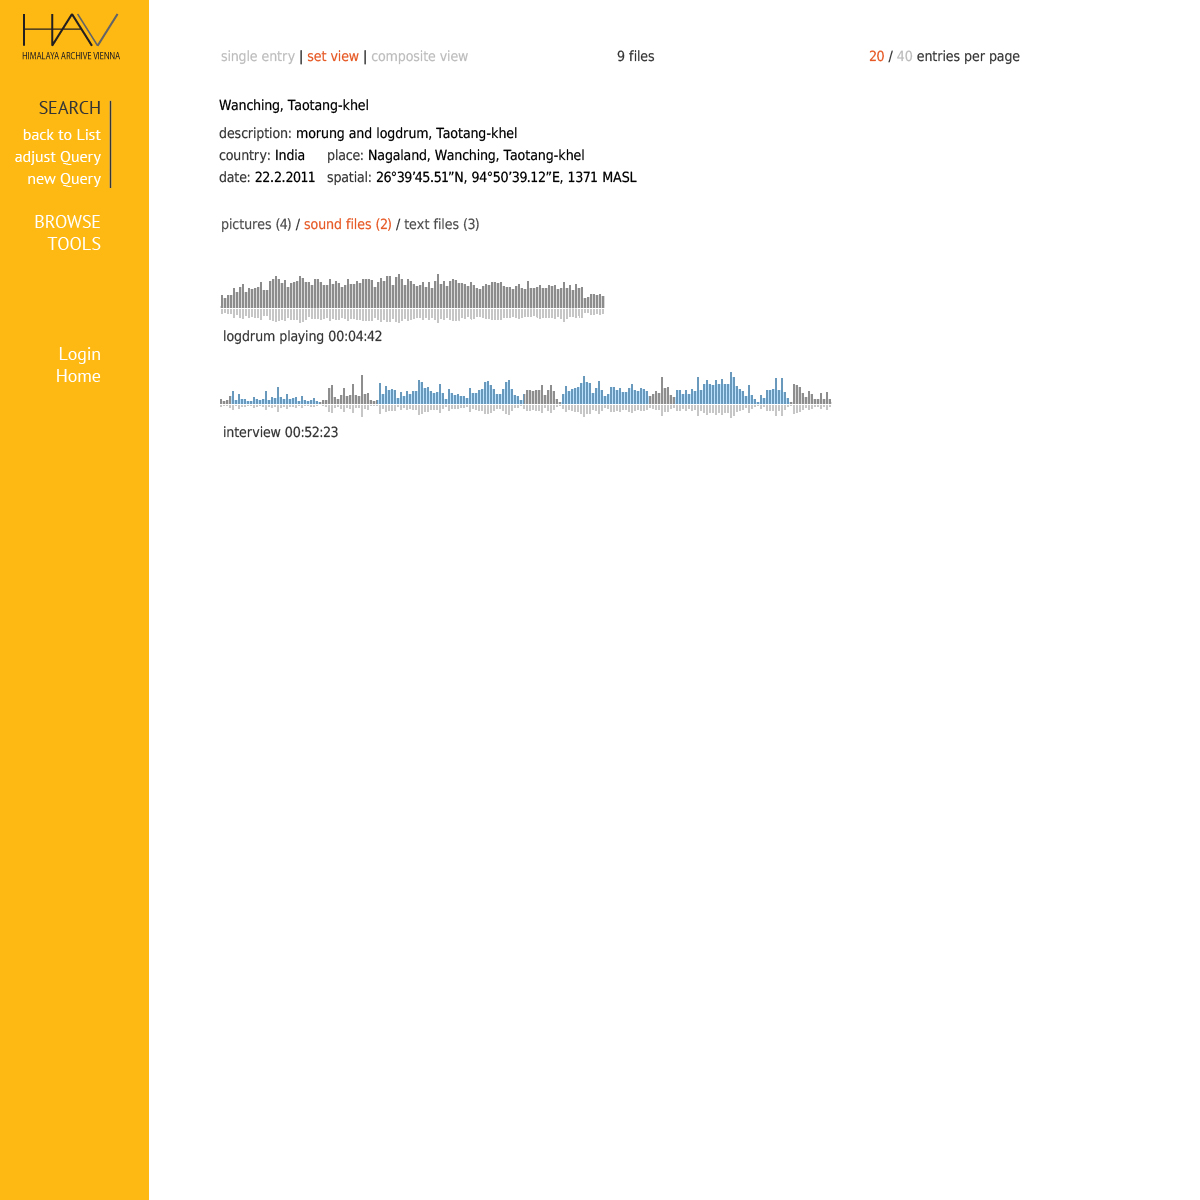 HAV
HIMALAYA ARCHIVE VIENNA
SEARCH
back to List
adjust Query
new Query
BROWSE
TOOLS
Login
Home
single entry | set view | composite view
9 files
20 / 40 entries per page
Wanching, Taotang-khel
description: morung and logdrum, Taotang-khel
country: India place: Nagaland, Wanching, Taotang-khel
date: 22.2.2011 spatial: 26°39’45.51”N, 94°50’39.12”E, 1371 MASL
pictures (4) / sound files (2) / text files (3)
logdrum playing 00:04:42
interview 00:52:23